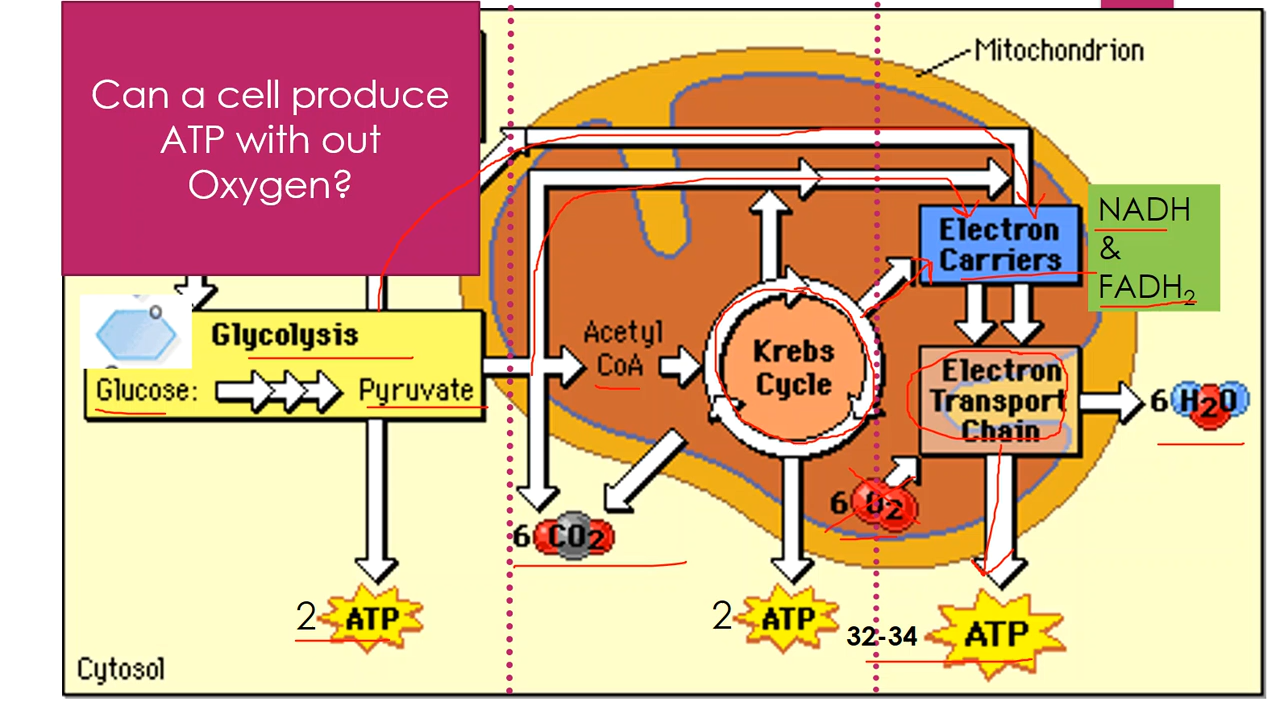 Can a cell produce
ATP with out
Oxygen?
Mitochondrion
NADH
&
FADH₂
Electron
Carriers
Glycolysis
Glucose:
Pyruvate
O
Acetyl
CoA
Krebs
Cycle
Electron
Transport
Chain
6 H2O
6 O2
6 CO2
2 ATP
2 ATP
32-34 ATP
Cytosol